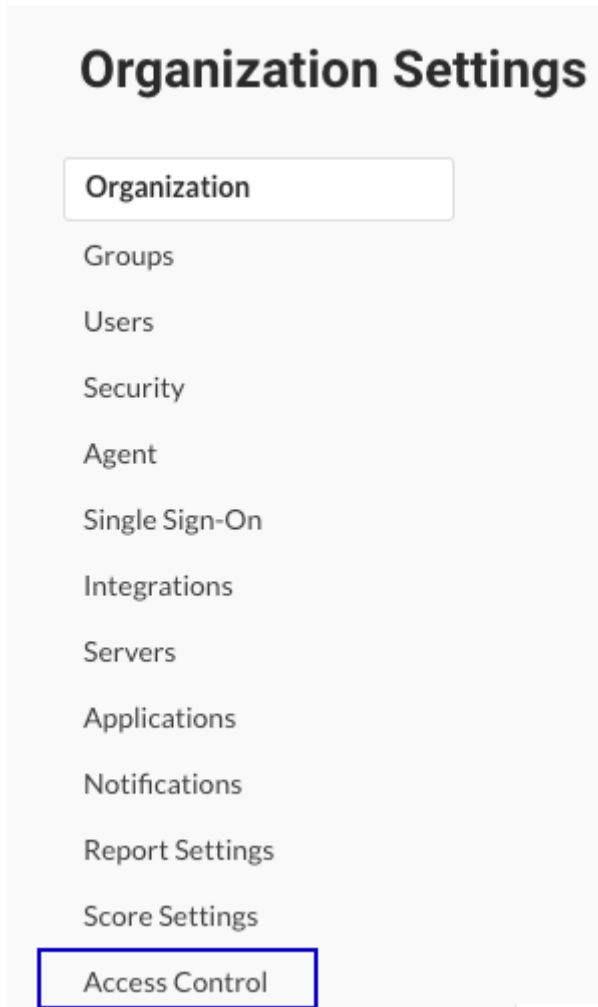 Organization Settings
Organization
Groups
Users
Security
Agent
Single Sign-On
Integrations
Servers
Applications
Notifications
Report Settings
Score Settings
Access Control